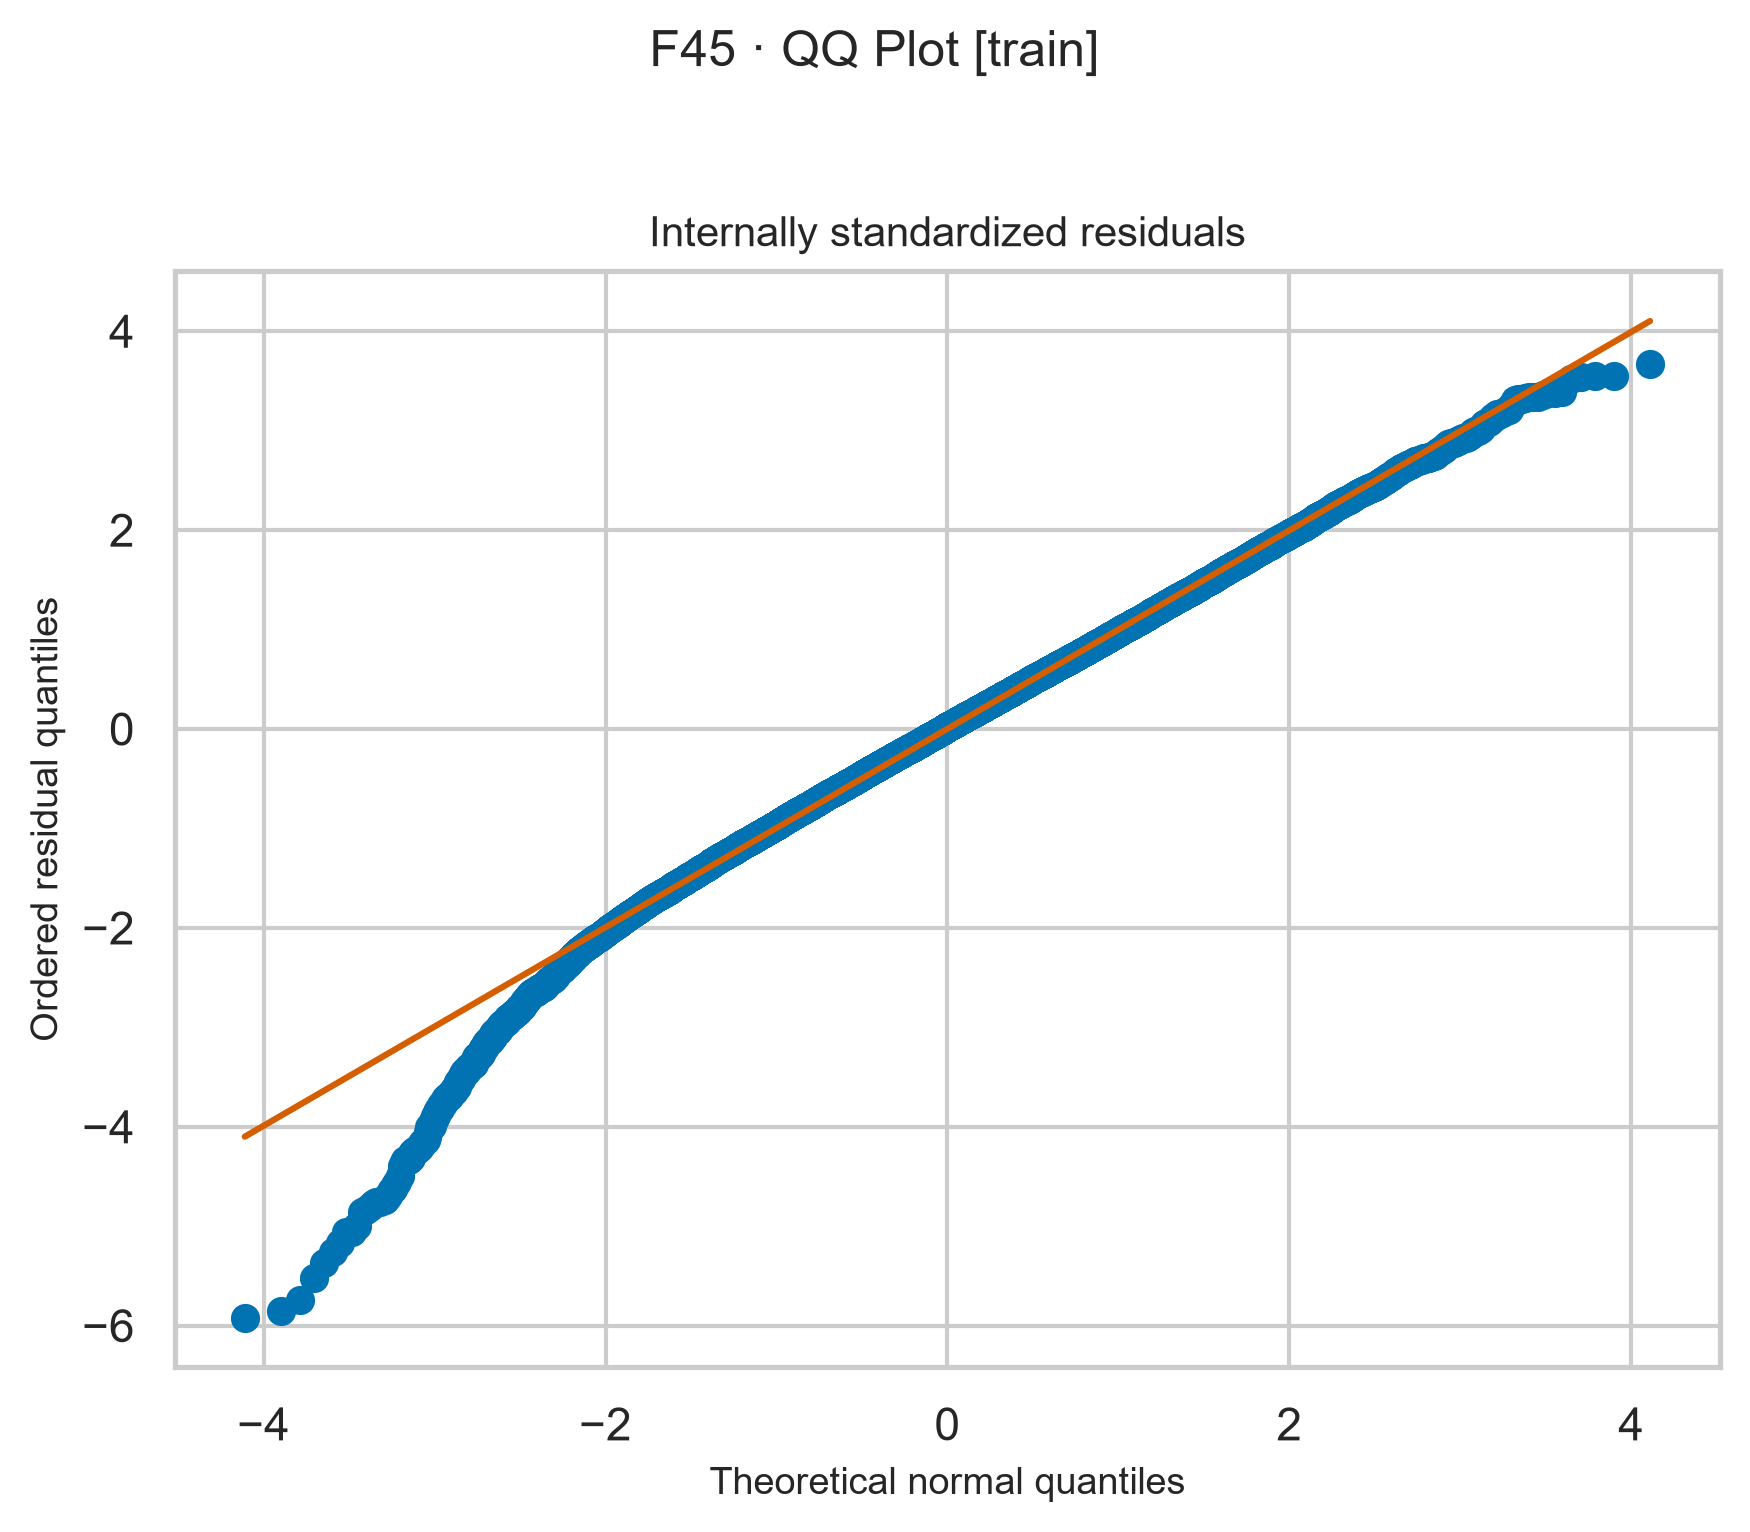 F45 · QQ Plot [train]
Internally standardized residuals
Ordered residual quantiles
4
2
0
−2
−4
−6
−4
−2
0
2
4
Theoretical normal quantiles